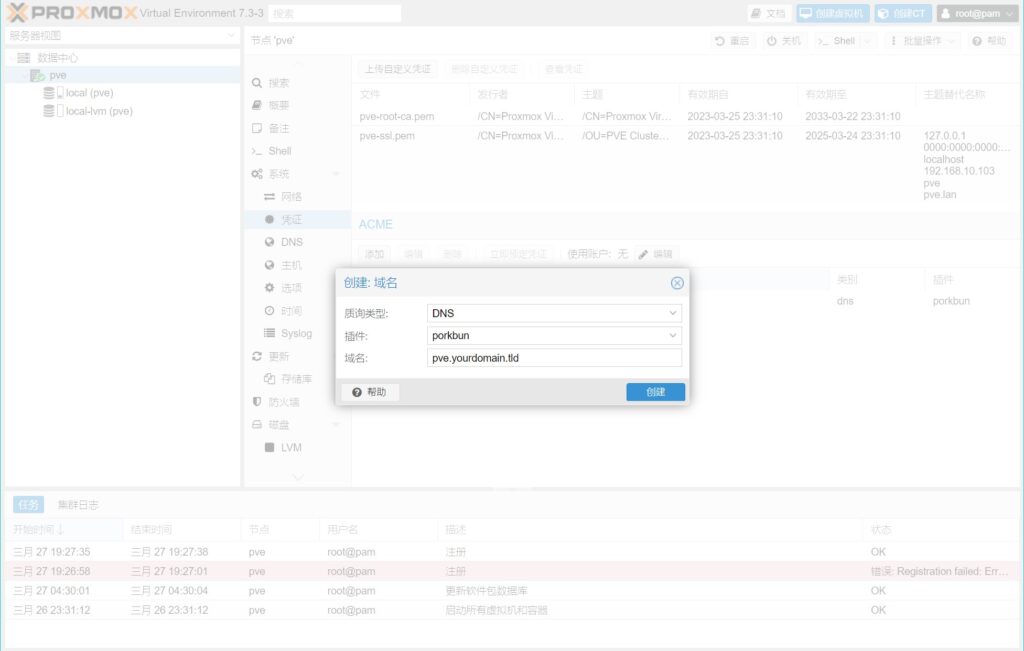 PROXMOX Virtual Environment 7.3-3 搜索 文档 创建虚拟机 创建CT root@pam
服务器视图
数据中心
pve
local (pve)
local-lvm (pve)
节点 'pve' 重启 关机 Shell 批量操作 帮助
搜索
概要
备注
Shell
系统
网络
凭证
DNS
主机
选项
时间
Syslog
更新
存储库
防火墙
磁盘
LVM
上传自定义凭证 删除自定义凭证 查看凭证
文件 发行者 主题 有效期自 有效期至 主题替代名称
pve-root-ca.pem /CN=Proxmox Vi... /CN=Proxmox Vir... 2023-03-25 23:31:10 2033-03-22 23:31:10
pve-ssl.pem /CN=Proxmox Vi... /OU=PVE Cluste... 2023-03-25 23:31:10 2025-03-24 23:31:10 127.0.0.1
0000:0000:0000:...
localhost
192.168.10.103
pve
pve.lan
ACME
添加 编辑 删除 立即预定凭证 使用账户: 无 编辑
类别 插件
dns porkbun
创建: 域名
质询类型: DNS
插件: porkbun
域名: pve.yourdomain.tld
帮助 创建
任务 集群日志
开始时间 结束时间 节点 用户名 描述 状态
三月 27 19:27:35 三月 27 19:27:38 pve root@pam 注册 OK
三月 27 19:26:58 三月 27 19:27:01 pve root@pam 注册 错误: Registration failed: Err...
三月 27 04:30:01 三月 27 04:30:04 pve root@pam 更新软件包数据库 OK
三月 26 23:31:12 三月 26 23:31:12 pve root@pam 启动所有虚拟机和容器 OK